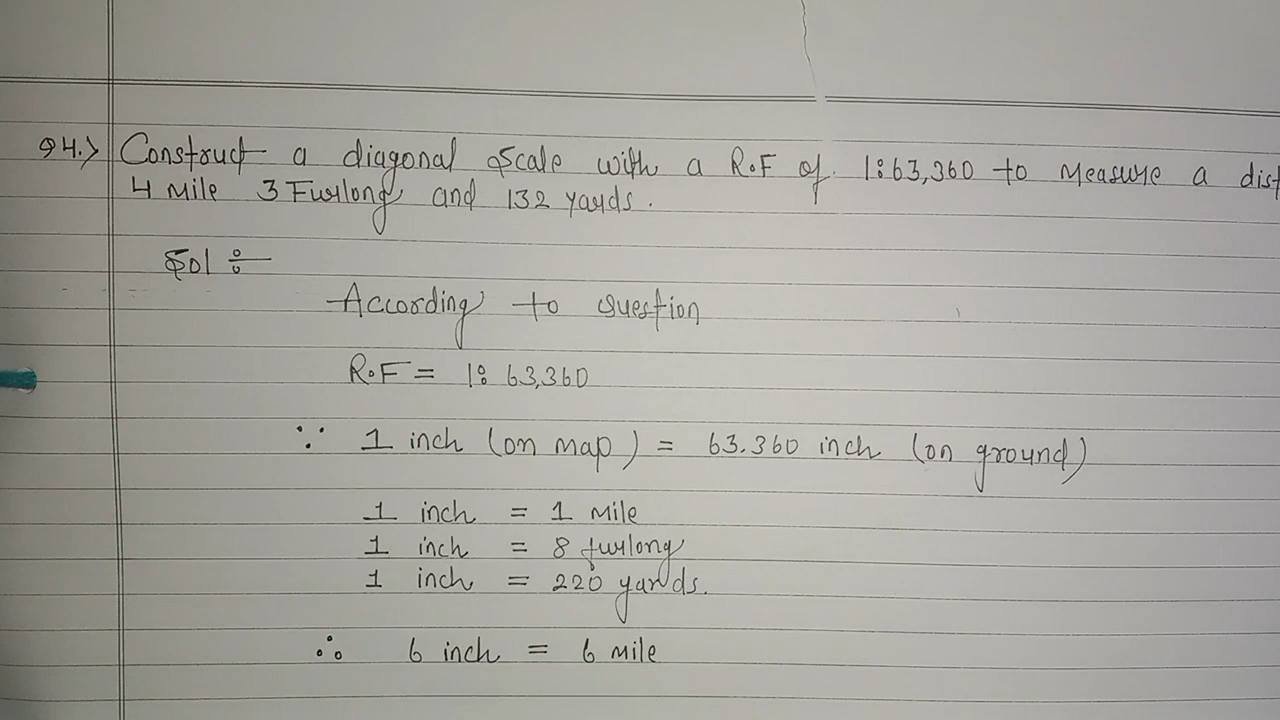 Q4.> Construct a diagonal scale with a R.F of 1:63,360 to measure a dist
4 mile 3 Furlong and 132 yards.
Sol :-
According to question
R.F = 1: 63,360
∵ 1 inch (on map) = 63.360 inch (on ground)
1 inch = 1 mile
1 inch = 8 furlong
1 inch = 220 yards.
∴ 6 inch = 6 mile